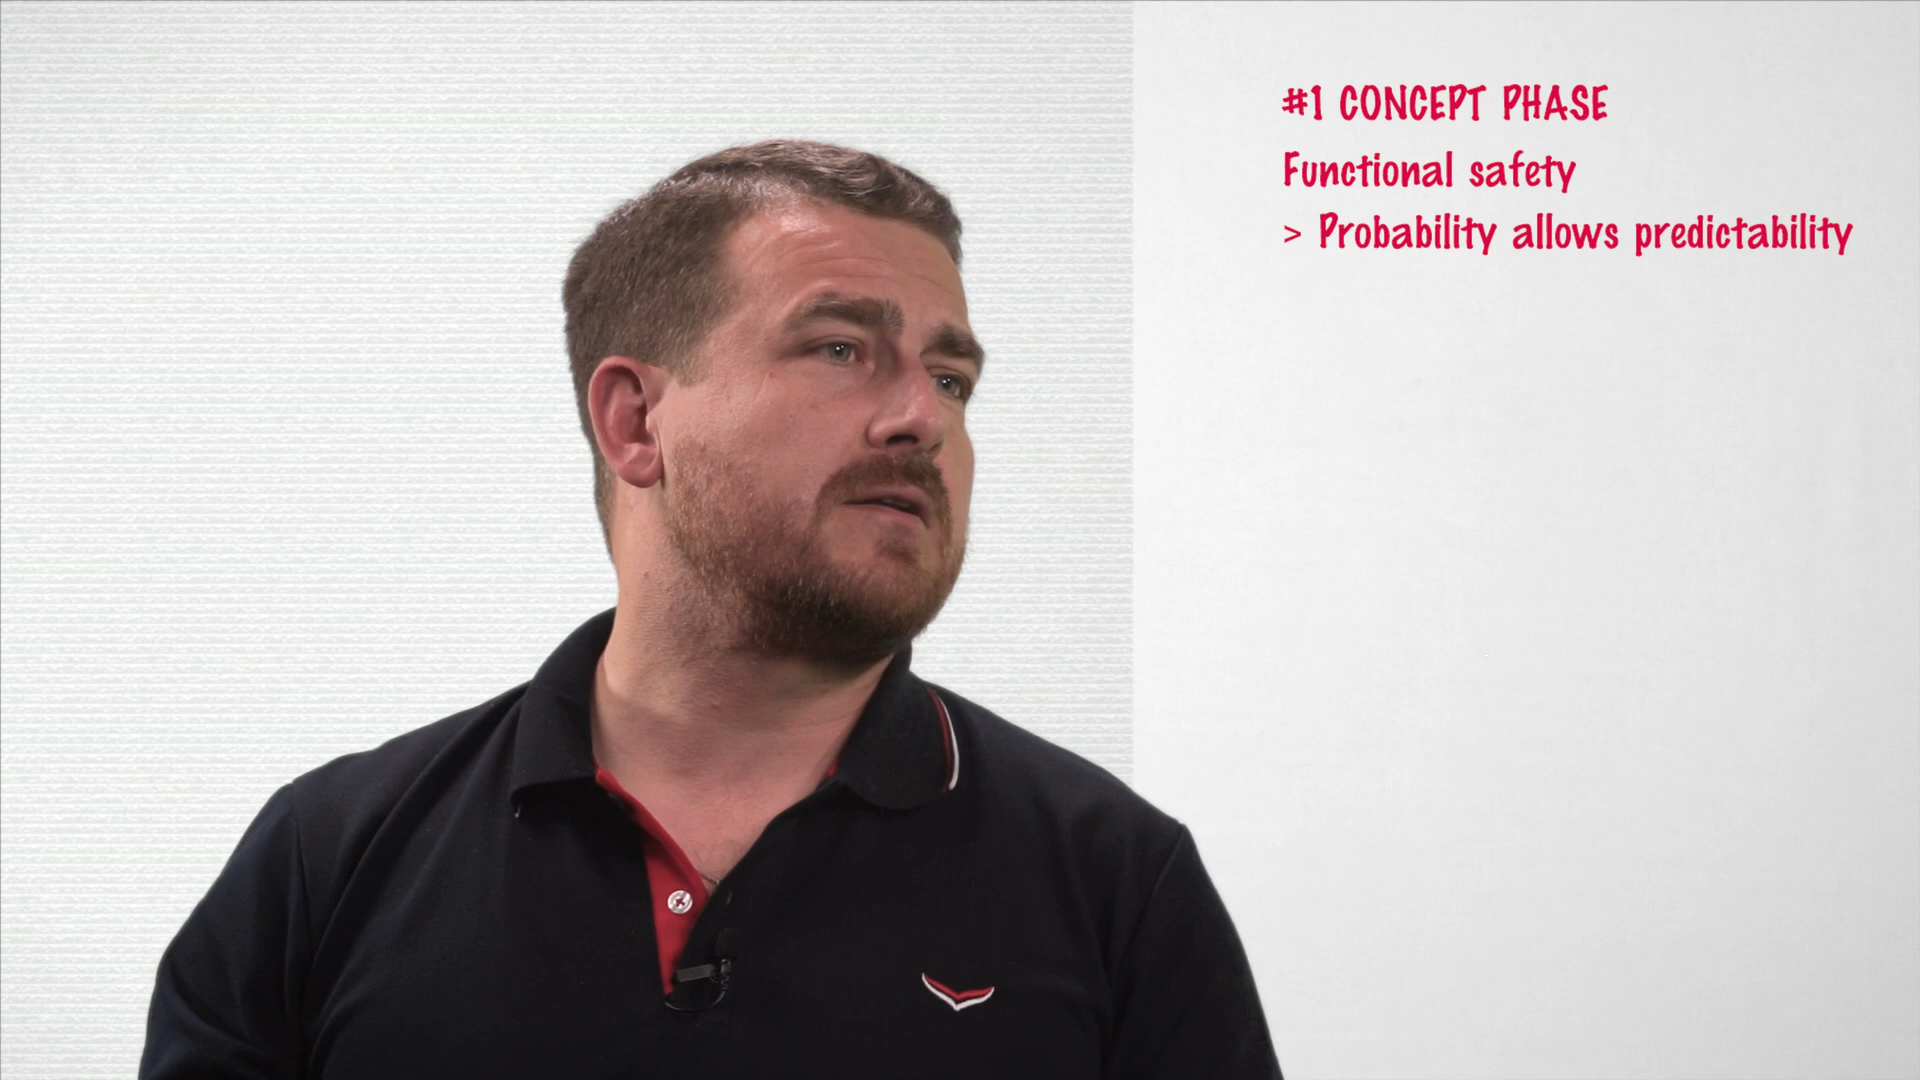 #1 CONCEPT PHASE
Functional safety
> Probability allows predictability